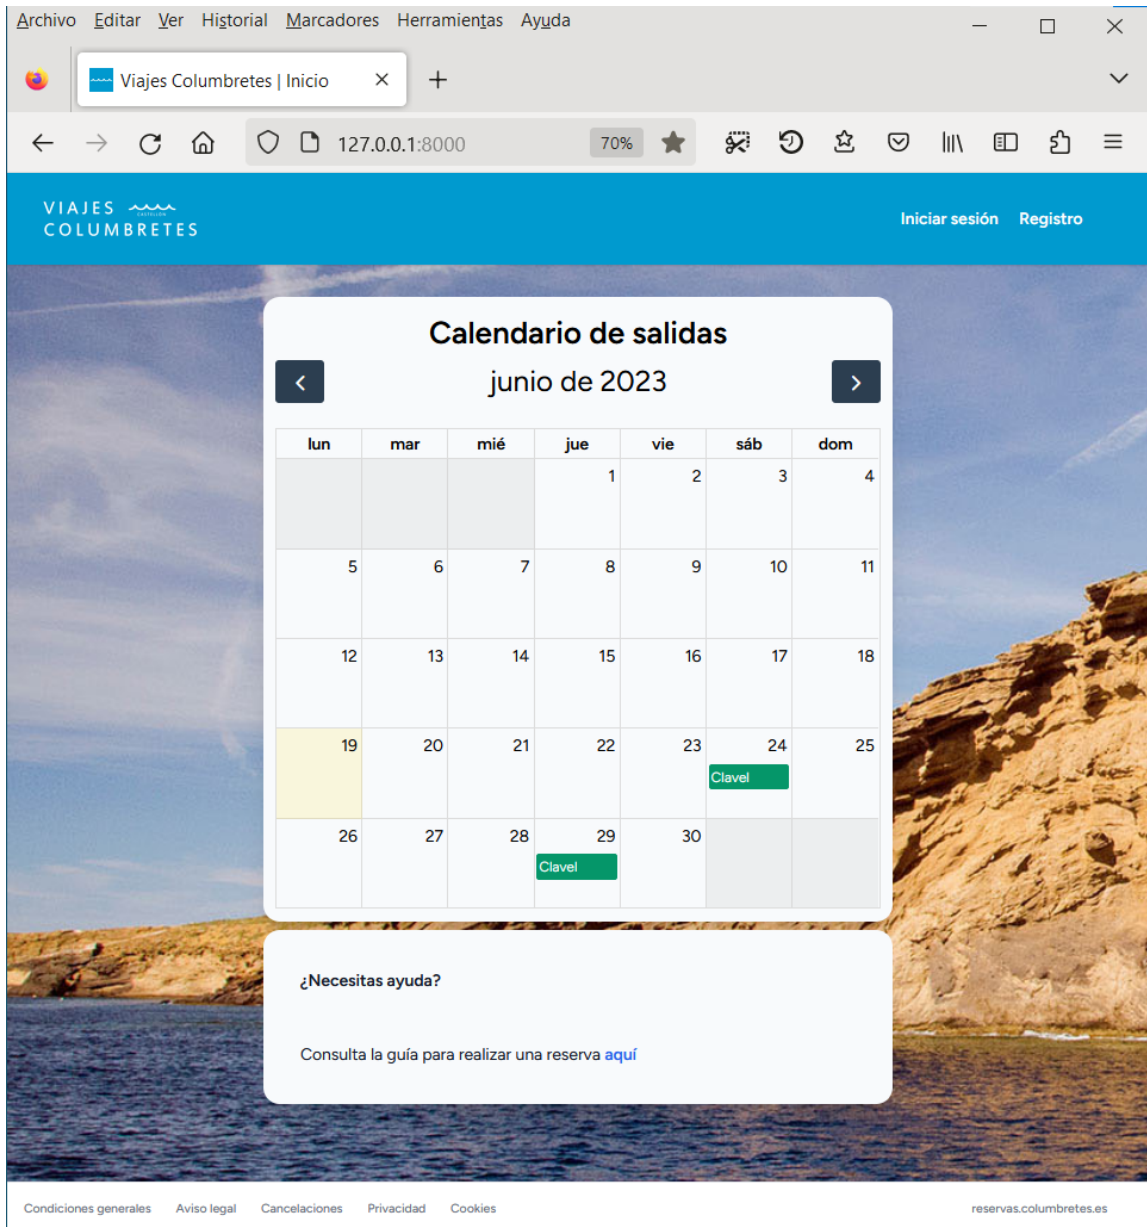 Archivo Editar Ver Historial Marcadores Herramientas Ayuda
Viajes Columbretes | Inicio
127.0.0.1:8000 70%
VIAJES
CASTELLÓN
COLUMBRETES
Iniciar sesión Registro
Calendario de salidas
junio de 2023
lun mar mié jue vie sáb dom
1 2 3 4
5 6 7 8 9 10 11
12 13 14 15 16 17 18
19 20 21 22 23 24 25
Clavel
26 27 28 29 30
Clavel
¿Necesitas ayuda?
Consulta la guía para realizar una reserva aquí
Condiciones generales Aviso legal Cancelaciones Privacidad Cookies reservas.columbretes.es